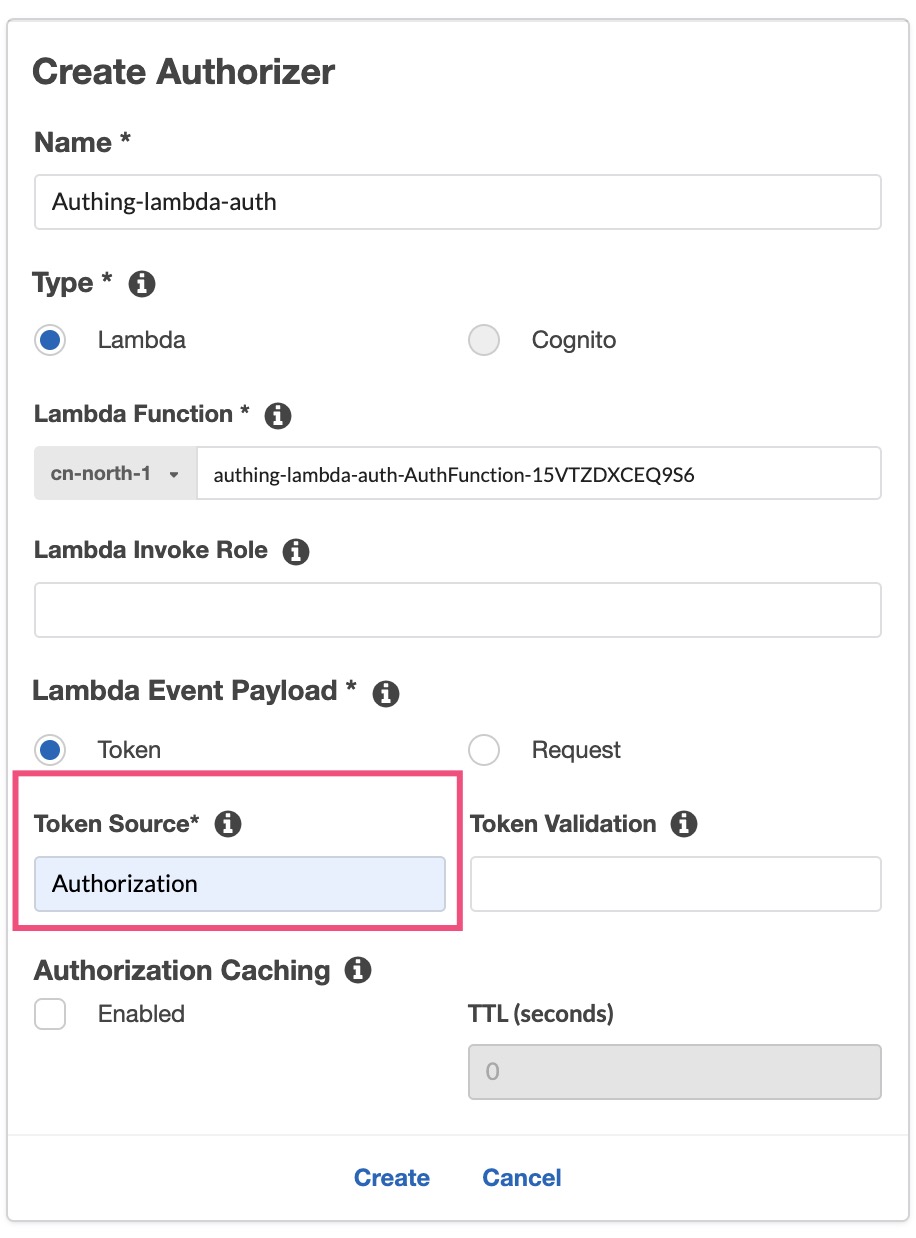 Create Authorizer
Name *
Authing-lambda-auth
Type *
Lambda Cognito
Lambda Function *
cn-north-1 authing-lambda-auth-AuthFunction-15VTZDXCEQ9S6
Lambda Invoke Role
Lambda Event Payload *
Token Request
Token Source* Token Validation
Authorization
Authorization Caching
Enabled TTL (seconds)
0
Create Cancel